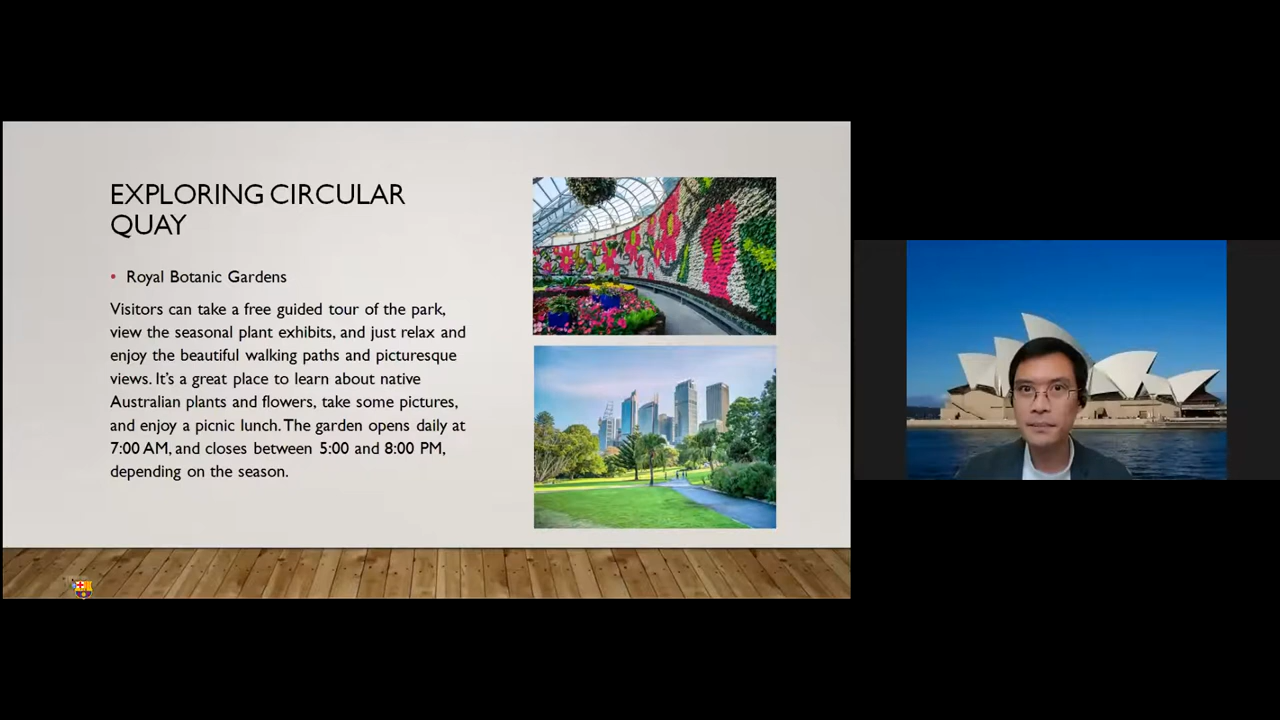 EXPLORING CIRCULAR
QUAY
• Royal Botanic Gardens
Visitors can take a free guided tour of the park,
view the seasonal plant exhibits, and just relax and
enjoy the beautiful walking paths and picturesque
views. It’s a great place to learn about native
Australian plants and flowers, take some pictures,
and enjoy a picnic lunch. The garden opens daily at
7:00 AM, and closes between 5:00 and 8:00 PM,
depending on the season.